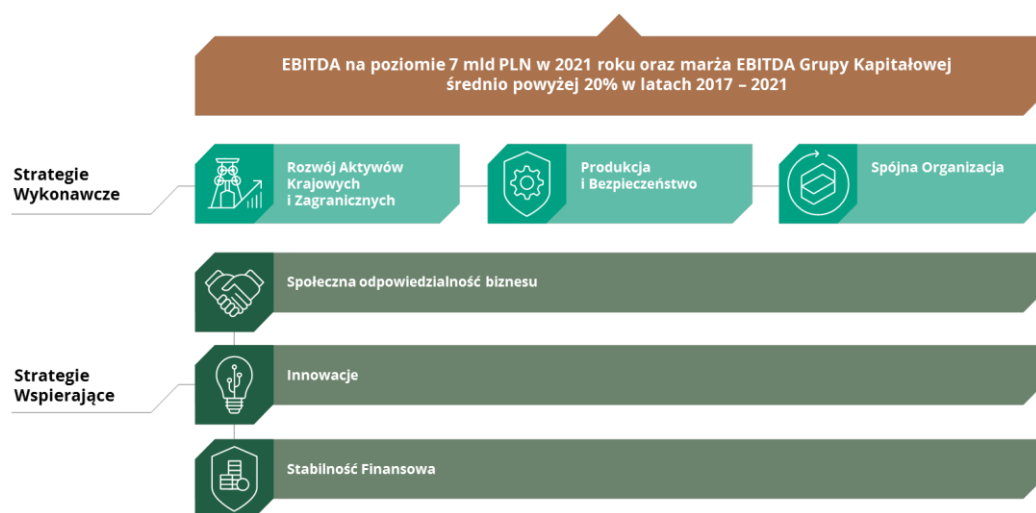 EBITDA na poziomie 7 mld PLN w 2021 roku oraz marża EBITDA Grupy Kapitałowej
średnio powyżej 20% w latach 2017 – 2021
Strategie
Wykonawcze
Rozwój Aktywów
Krajowych
i Zagranicznych
Produkcja
i Bezpieczeństwo
Spójna Organizacja
Społeczna odpowiedzialność biznesu
Strategie
Wspierające
Innowacje
Stabilność Finansowa